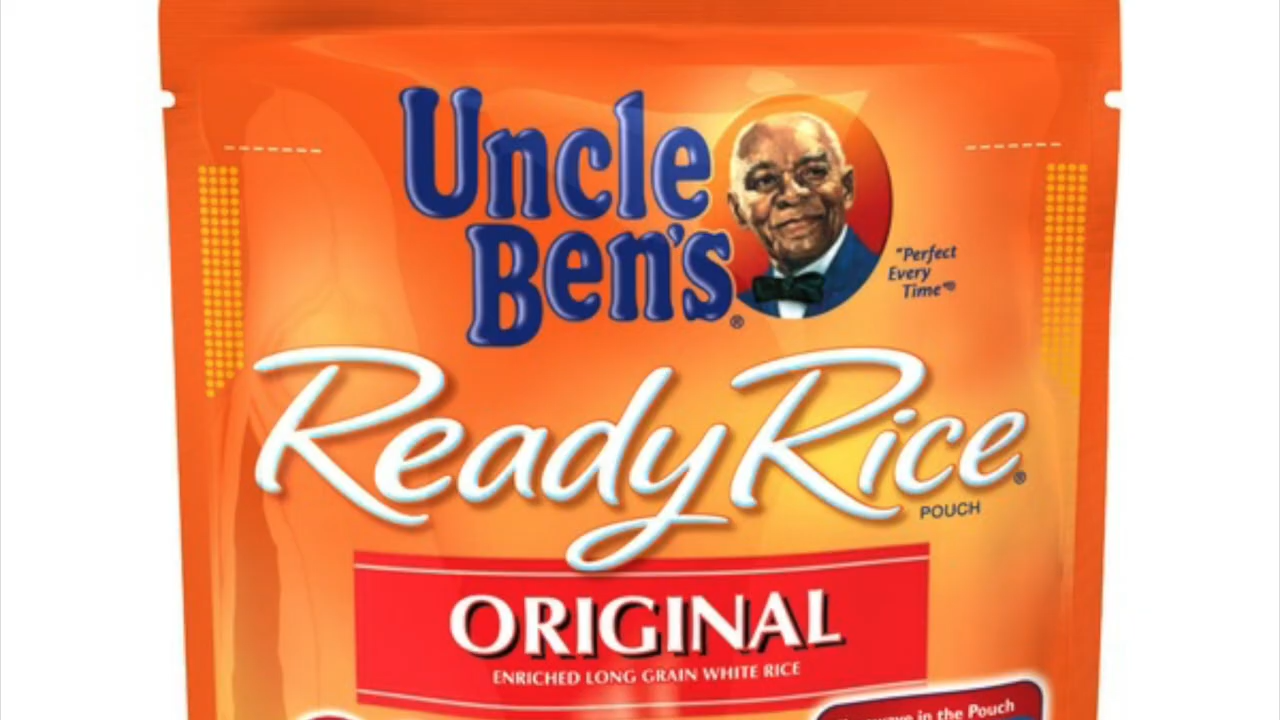 Uncle
Ben's®
"Perfect
Every
Time"®
Ready Rice®
POUCH
ORIGINAL
ENRICHED LONG GRAIN WHITE RICE
in the Pouch